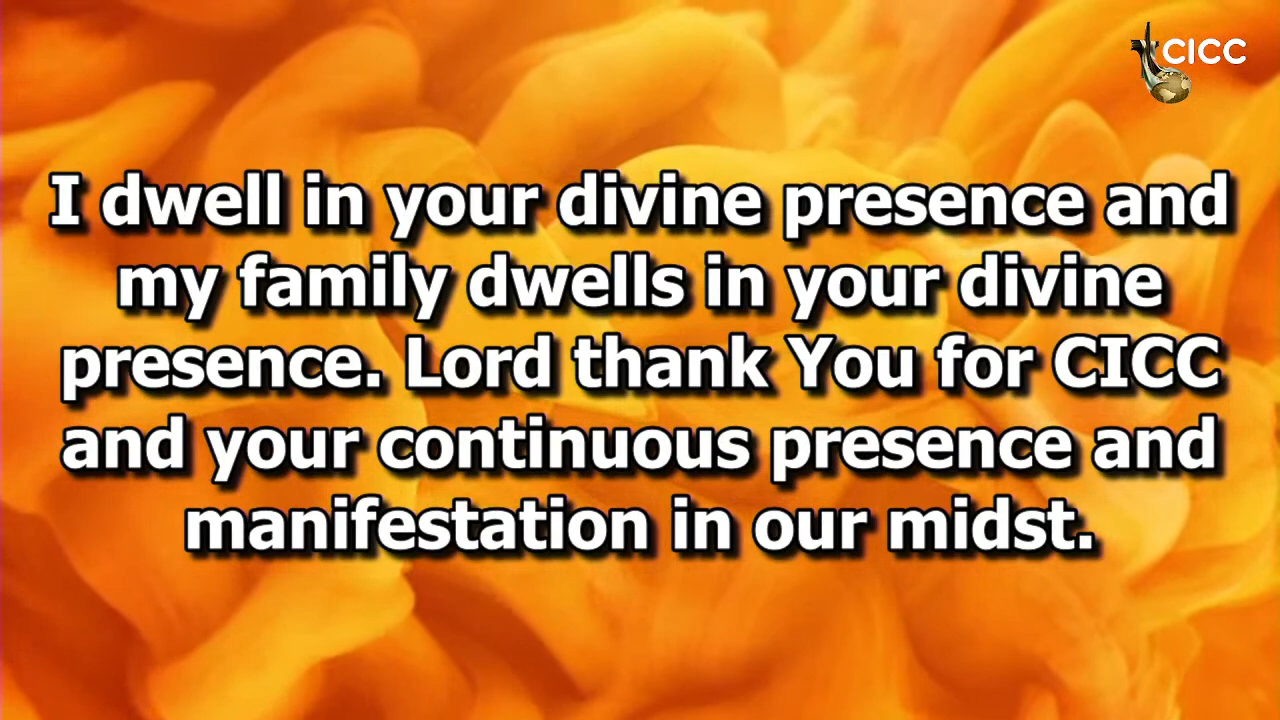 CICC
I dwell in your divine presence and
my family dwells in your divine
presence. Lord thank You for CICC
and your continuous presence and
manifestation in our midst.